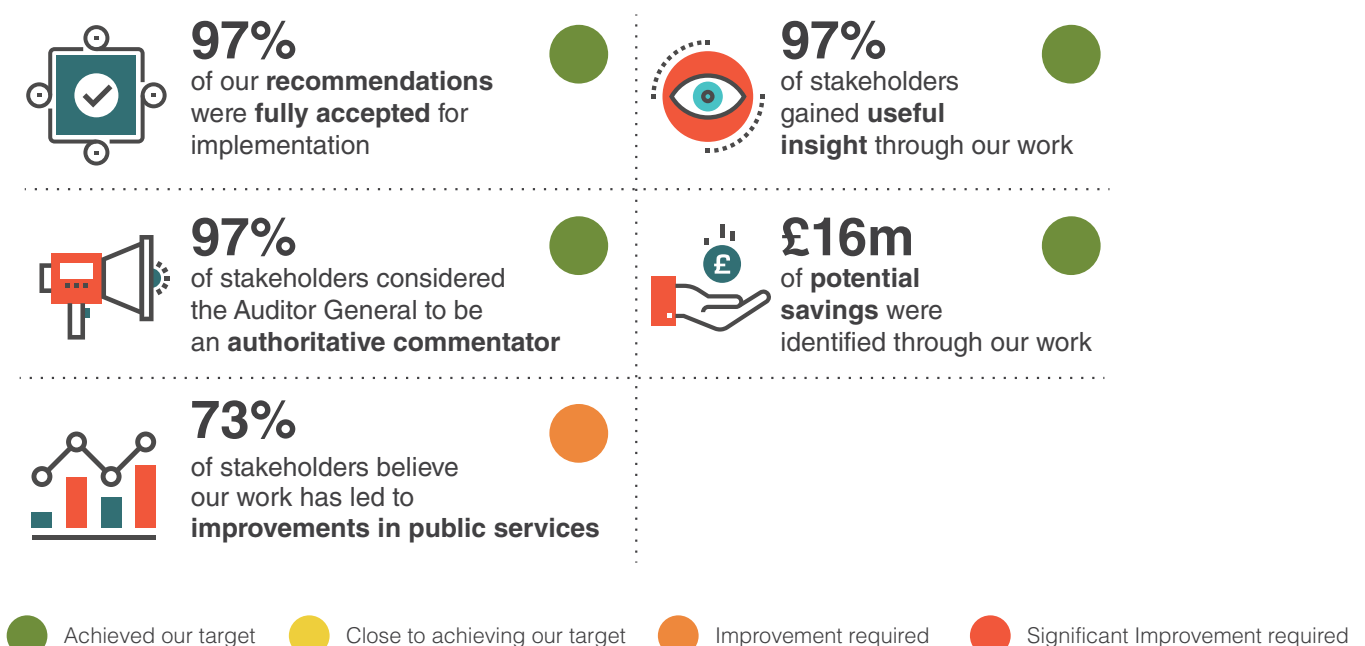 97%
of our recommendations
were fully accepted for
implementation
97%
of stakeholders
gained useful
insight through our work
97%
of stakeholders considered
the Auditor General to be
an authoritative commentator
£
£16m
of potential
savings were
identified through our work
73%
of stakeholders believe
our work has led to
improvements in public services
Achieved our target
Close to achieving our target
Improvement required
Significant Improvement required